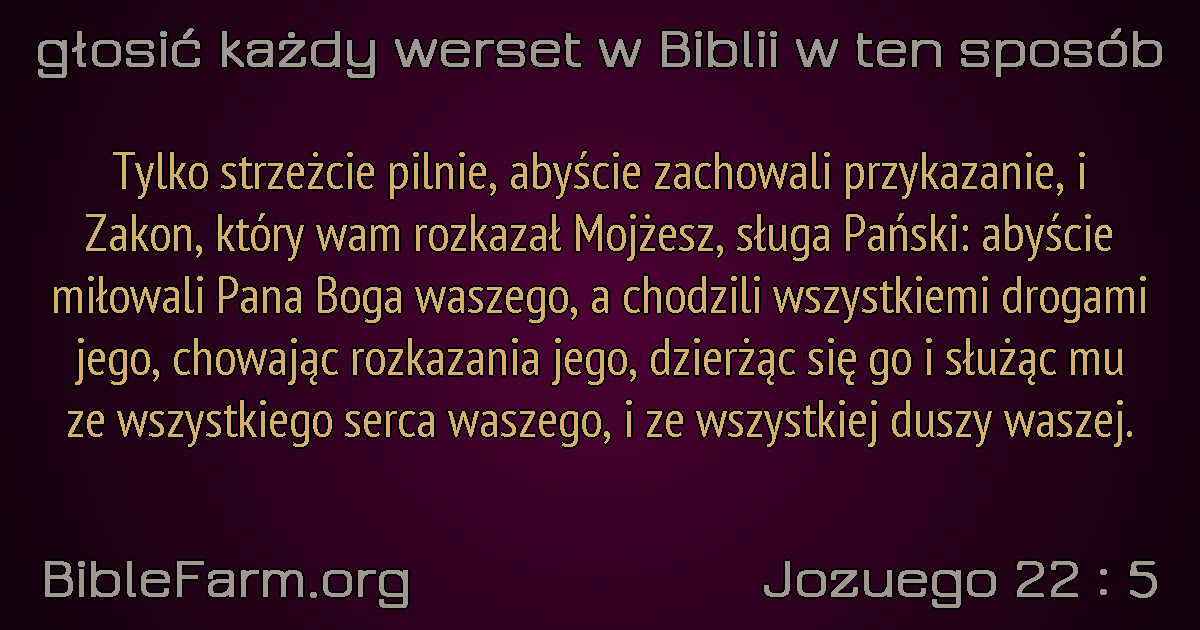 głosić każdy werset w Biblii w ten sposób
Tylko strzeżcie pilnie, abyście zachowali przykazanie, i
Zakon, który wam rozkazał Mojżesz, sługa Pański: abyście
miłowali Pana Boga waszego, a chodzili wszystkiemi drogami
jego, chowając rozkazania jego, dzierżąc się go i służąc mu
ze wszystkiego serca waszego, i ze wszystkiej duszy waszej.
BibleFarm.org
Jozuego 22 : 5